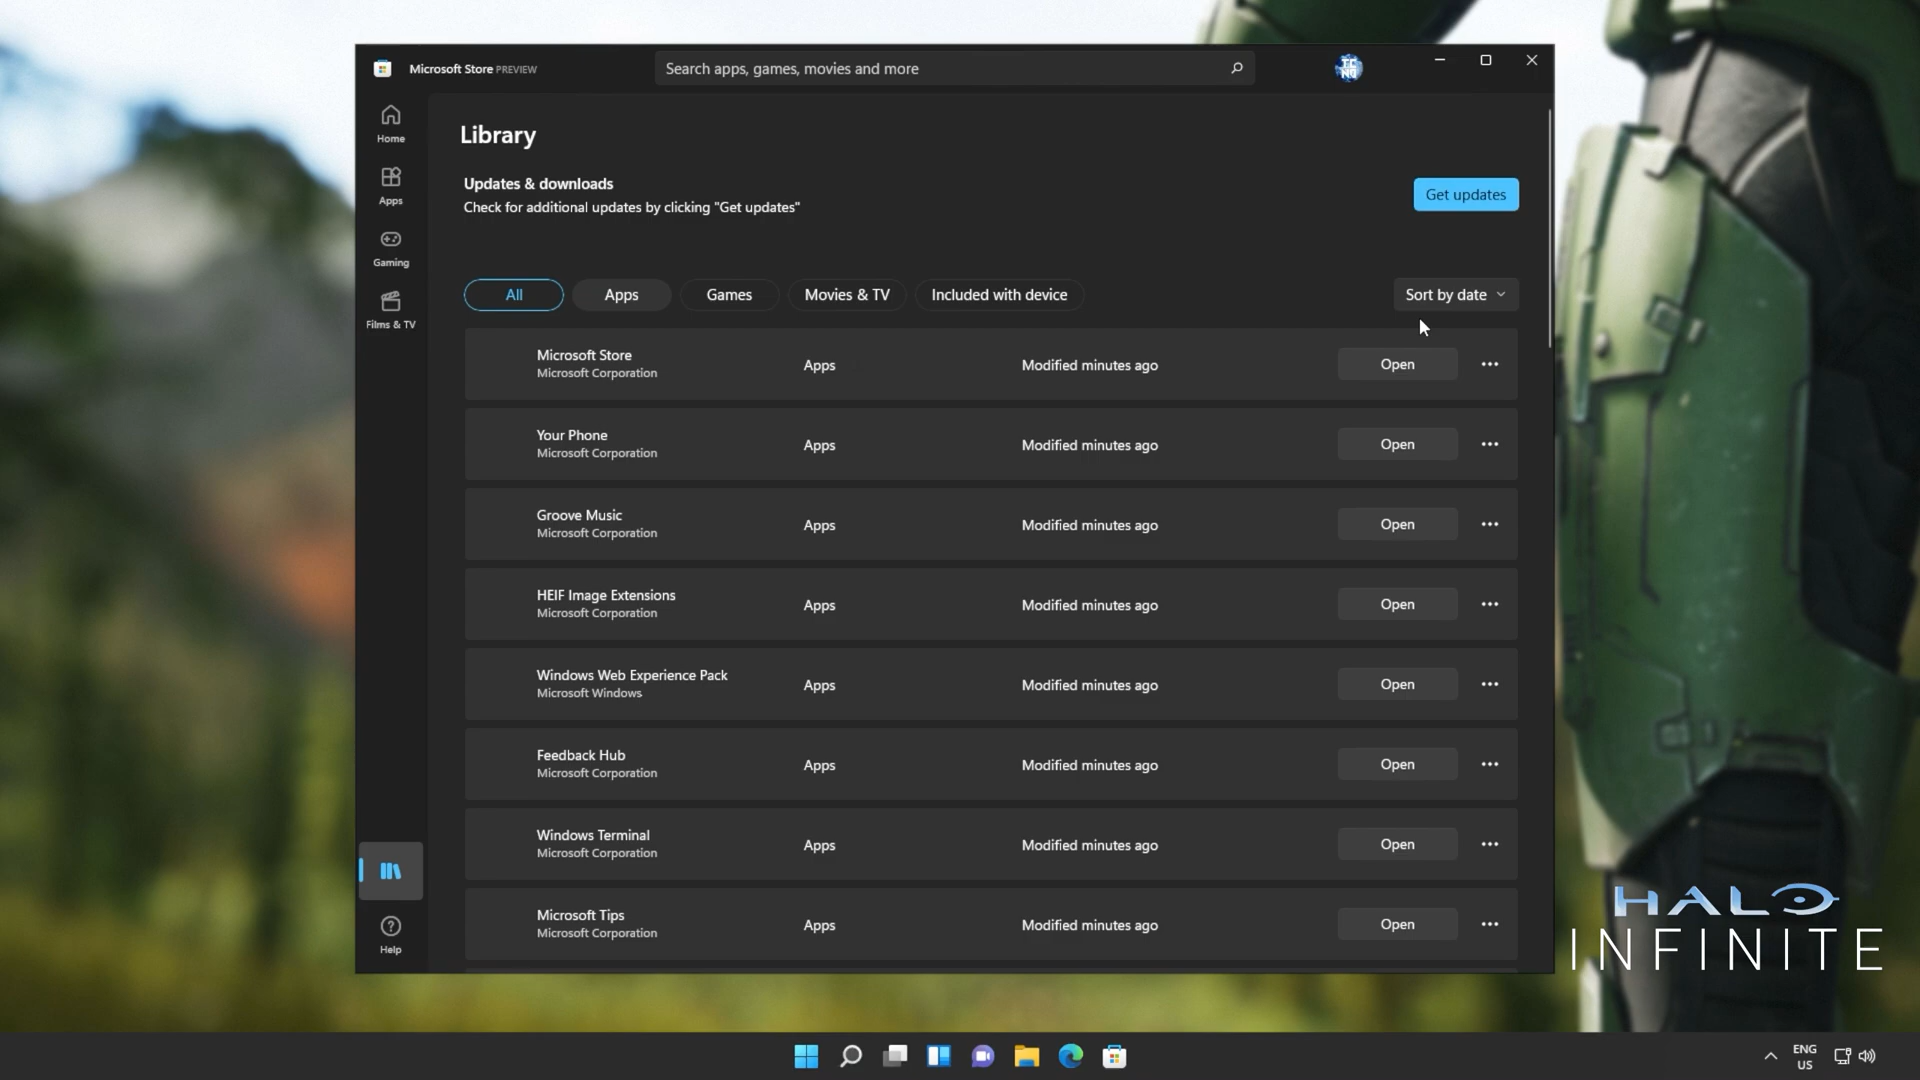 Microsoft Store PREVIEW
Search apps, games, movies and more
TC
NO
Home
Apps
Gaming
Films & TV
Help
Library
Updates & downloads
Check for additional updates by clicking "Get updates"
Get updates
All Apps Games Movies & TV Included with device Sort by date
Microsoft Store
Microsoft Corporation
Apps Modified minutes ago Open
Your Phone
Microsoft Corporation
Apps Modified minutes ago Open
Groove Music
Microsoft Corporation
Apps Modified minutes ago Open
HEIF Image Extensions
Microsoft Corporation
Apps Modified minutes ago Open
Windows Web Experience Pack
Microsoft Windows
Apps Modified minutes ago Open
Feedback Hub
Microsoft Corporation
Apps Modified minutes ago Open
Windows Terminal
Microsoft Corporation
Apps Modified minutes ago Open
Microsoft Tips
Microsoft Corporation
Apps Modified minutes ago Open
HALO
INFINITE
ENG
US